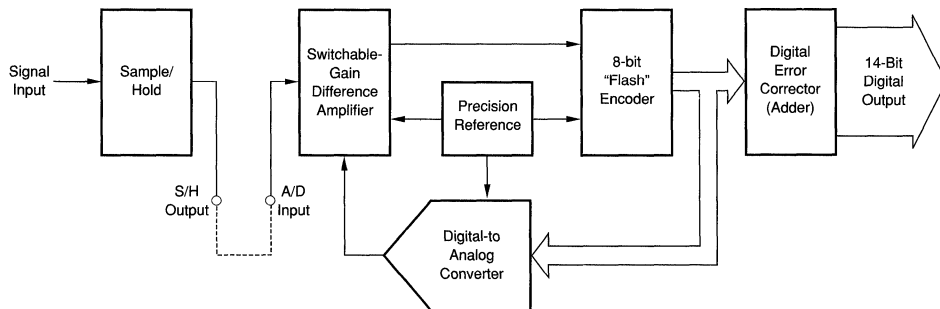 Signal
Input
Sample/
Hold
S/H
Output
A/D
Input
Switchable-
Gain
Difference
Amplifier
Precision
Reference
8-bit
“Flash”
Encoder
Digital
Error
Corrector
(Adder)
14-Bit
Digital
Output
Digital-to
Analog
Converter